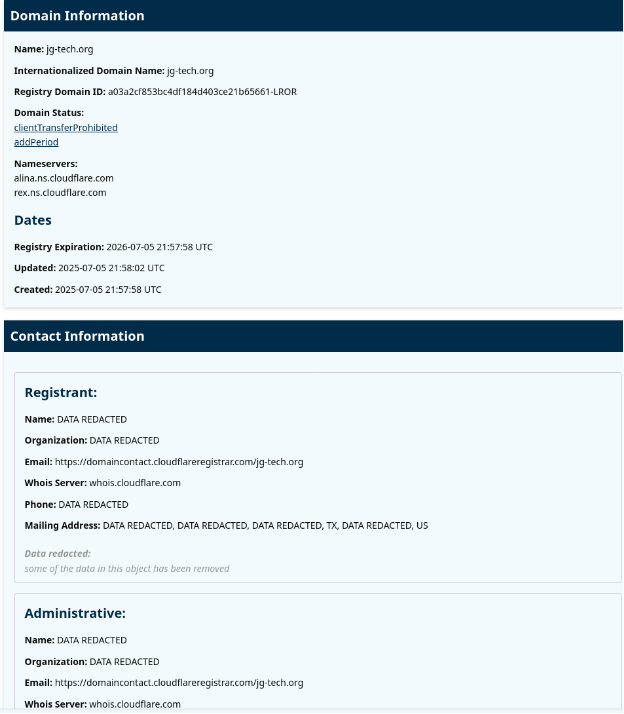 Domain Information
Name: jg-tech.org
Internationalized Domain Name: jg-tech.org
Registry Domain ID: a03a2cf853bc4df184d403ce21b65661-LROR
Domain Status:
clientTransferProhibited
addPeriod
Nameservers:
alina.ns.cloudflare.com
rex.ns.cloudflare.com
Dates
Registry Expiration: 2026-07-05 21:57:58 UTC
Updated: 2025-07-05 21:58:02 UTC
Created: 2025-07-05 21:57:58 UTC
Contact Information
Registrant:
Name: DATA REDACTED
Organization: DATA REDACTED
Email: https://domaincontact.cloudflareregistrar.com/jg-tech.org
Whois Server: whois.cloudflare.com
Phone: DATA REDACTED
Mailing Address: DATA REDACTED, DATA REDACTED, DATA REDACTED, TX, DATA REDACTED, US
Data redacted:
some of the data in this object has been removed
Administrative:
Name: DATA REDACTED
Organization: DATA REDACTED
Email: https://domaincontact.cloudflareregistrar.com/jg-tech.org
Whois Server: whois.cloudflare.com